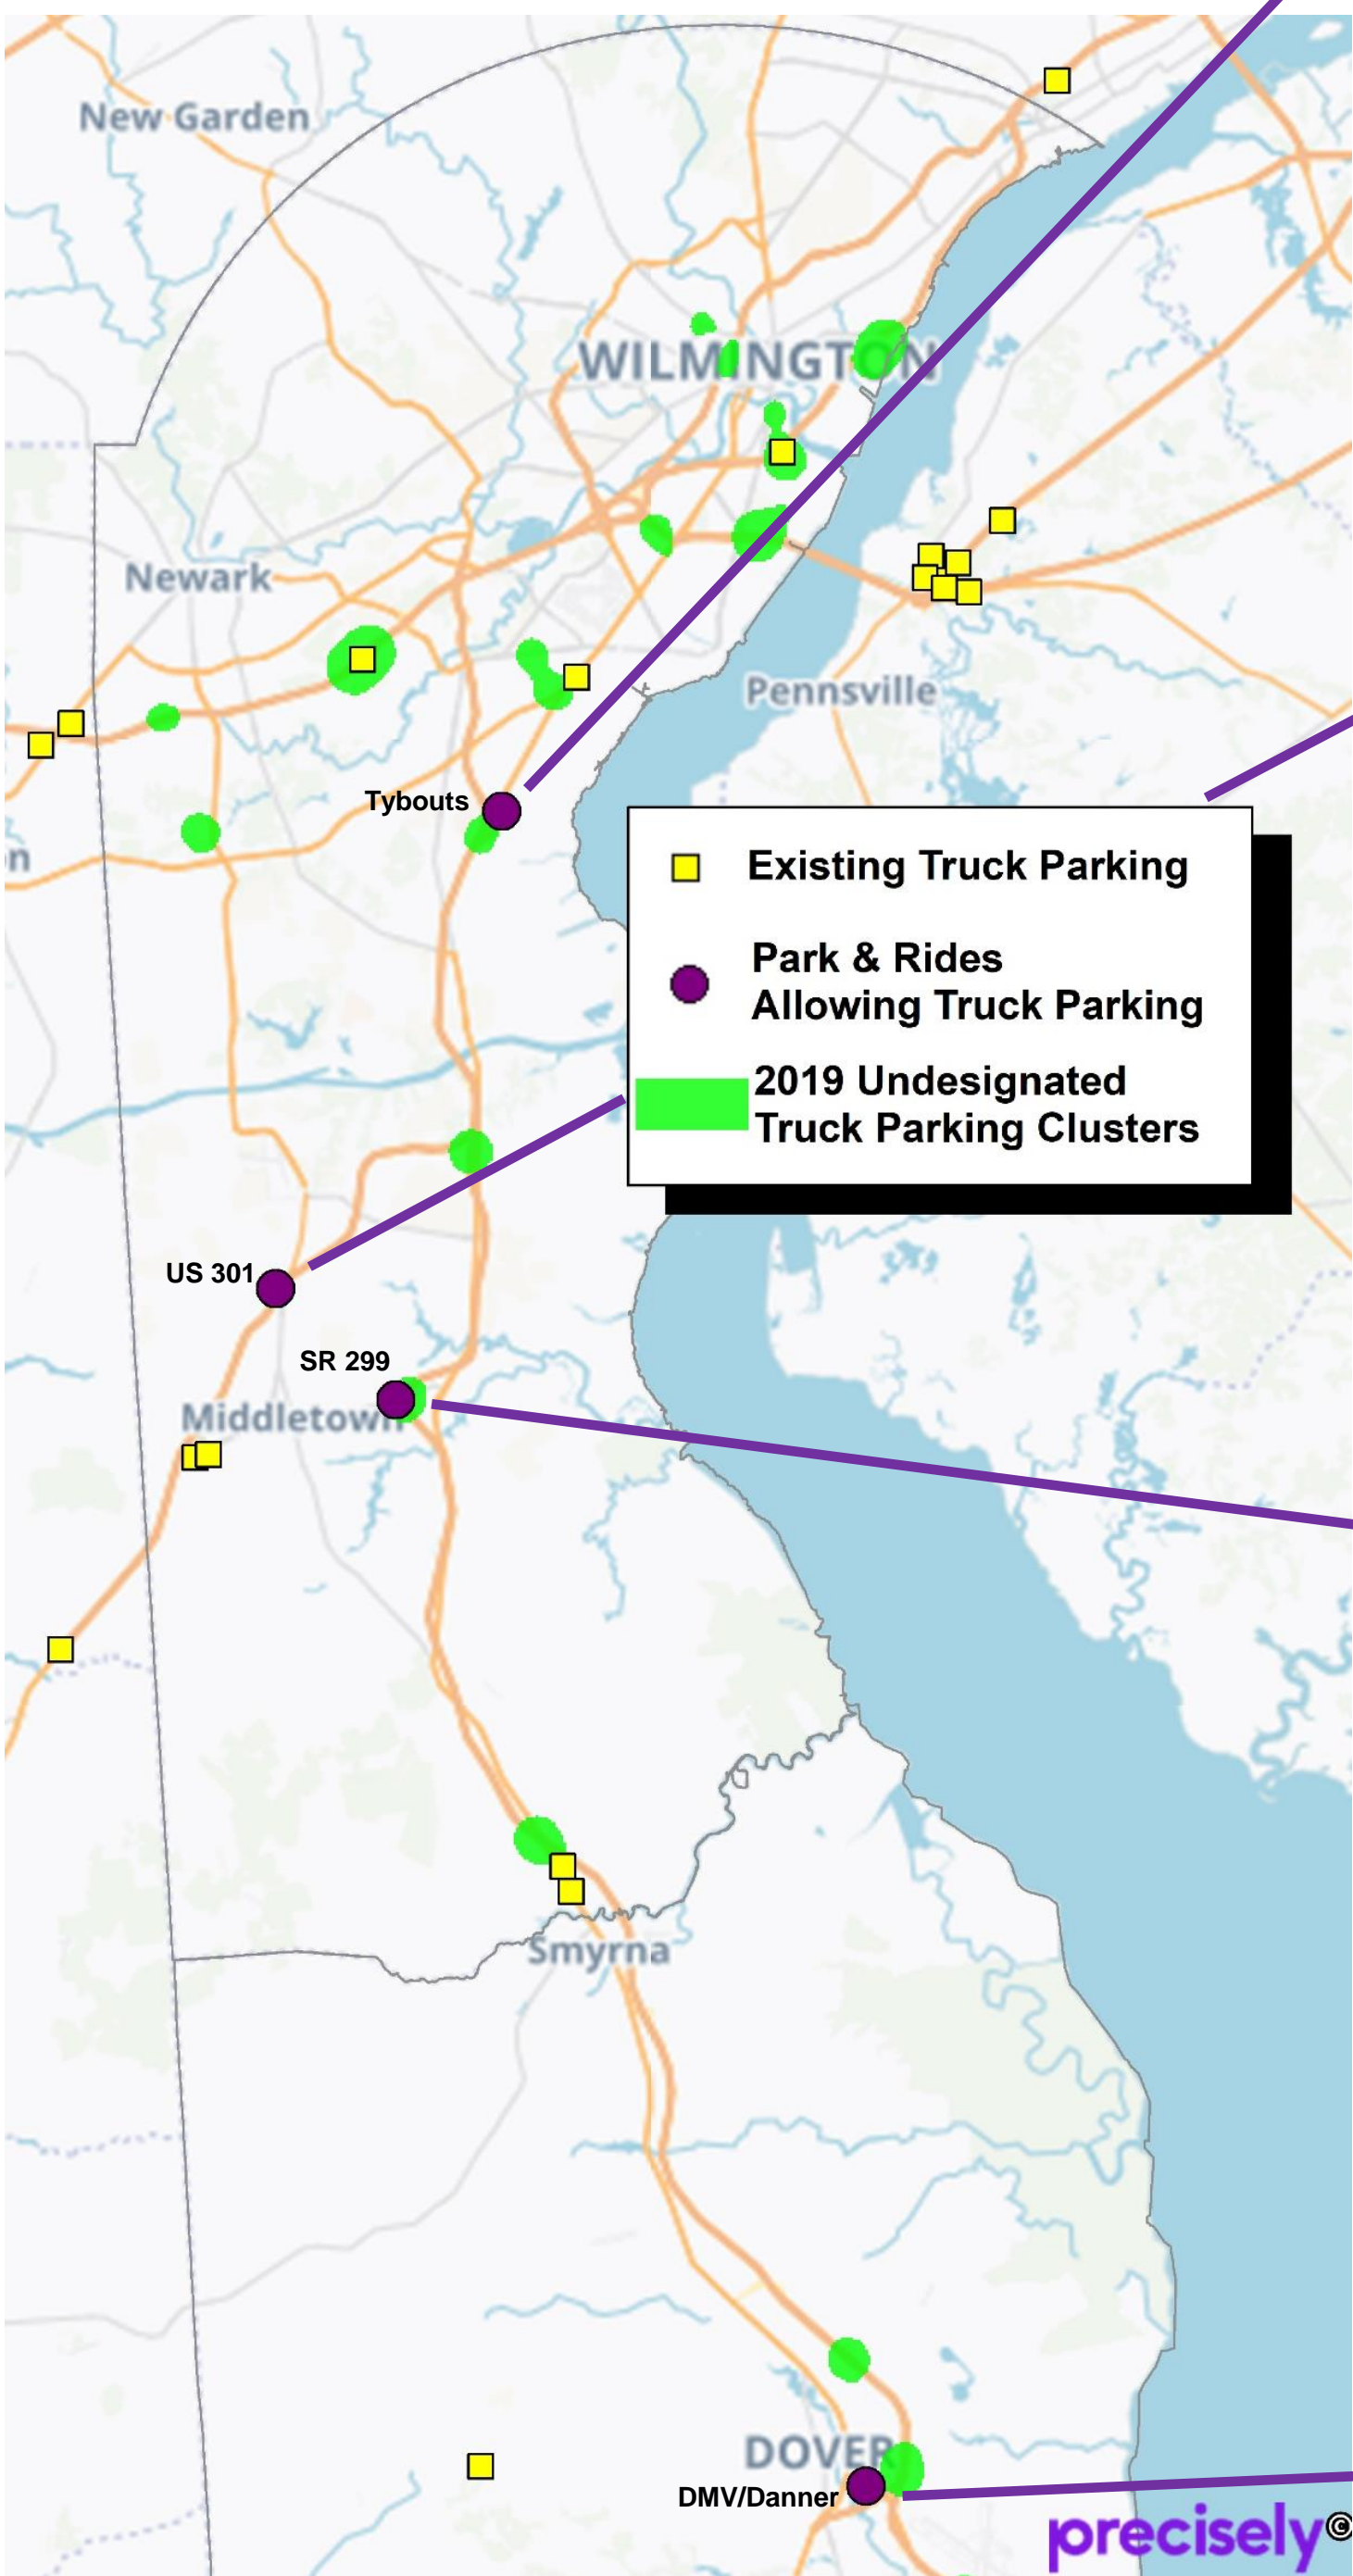 New Garden
WILMINGTON
Newark
Pennsville
Tybouts
n
Existing Truck Parking
Park & Rides
Allowing Truck Parking
2019 Undesignated
Truck Parking Clusters
US 301
SR 299
Middletown
Smyrna
DOVER
DMV/Danner
precisely©